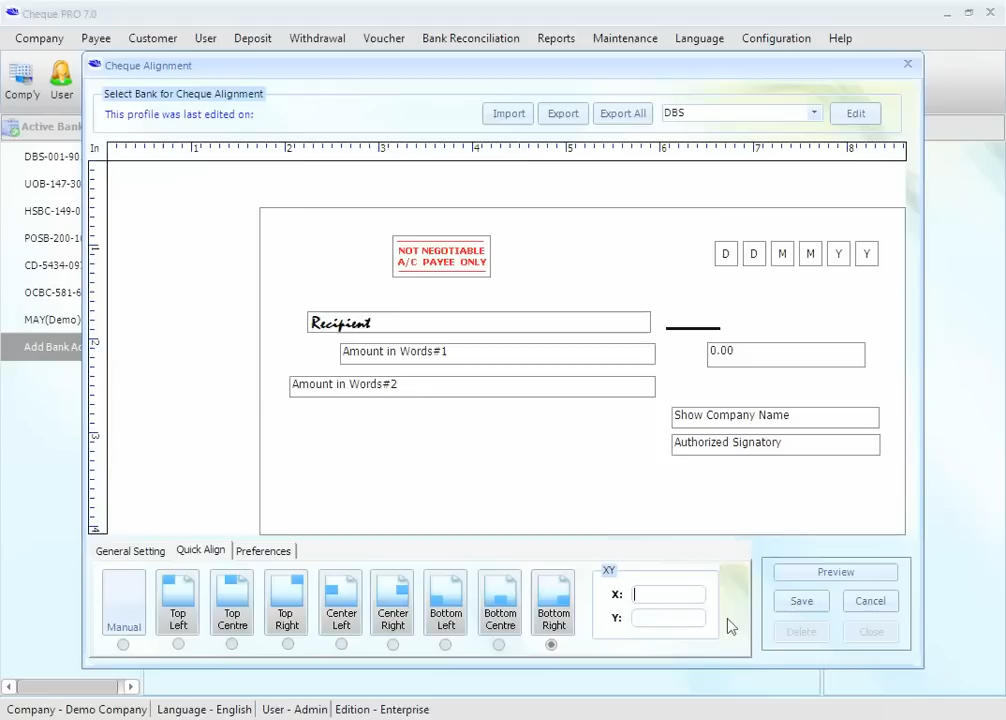 Cheque PRO 7.0
Company Payee Customer User Deposit Withdrawal Voucher Bank Reconciliation Reports Maintenance Language Configuration Help
Comp'y User
Cheque Alignment
Select Bank for Cheque Alignment
This profile was last edited on:
Import Export Export All DBS Edit
Active Bank
In 1 2 3 4 5 6 7 8
DBS-001-90
UOB-147-30
HSBC-149-0
POSB-200-10
CD-5434-09
OCBC-581-6
MAY(Demo)
Add Bank Ac
1
2
3
4
NOT NEGOTIABLE
A/C PAYEE ONLY
D D M M Y Y
Recipient
Amount in Words#1
0.00
Amount in Words#2
Show Company Name
Authorized Signatory
General Setting Quick Align Preferences
Manual
Top Left
Top Centre
Top Right
Center Left
Center Right
Bottom Left
Bottom Centre
Bottom Right
XY
X:
Y:
Preview
Save Cancel
Delete Close
Company - Demo Company Language - English User - Admin Edition - Enterprise